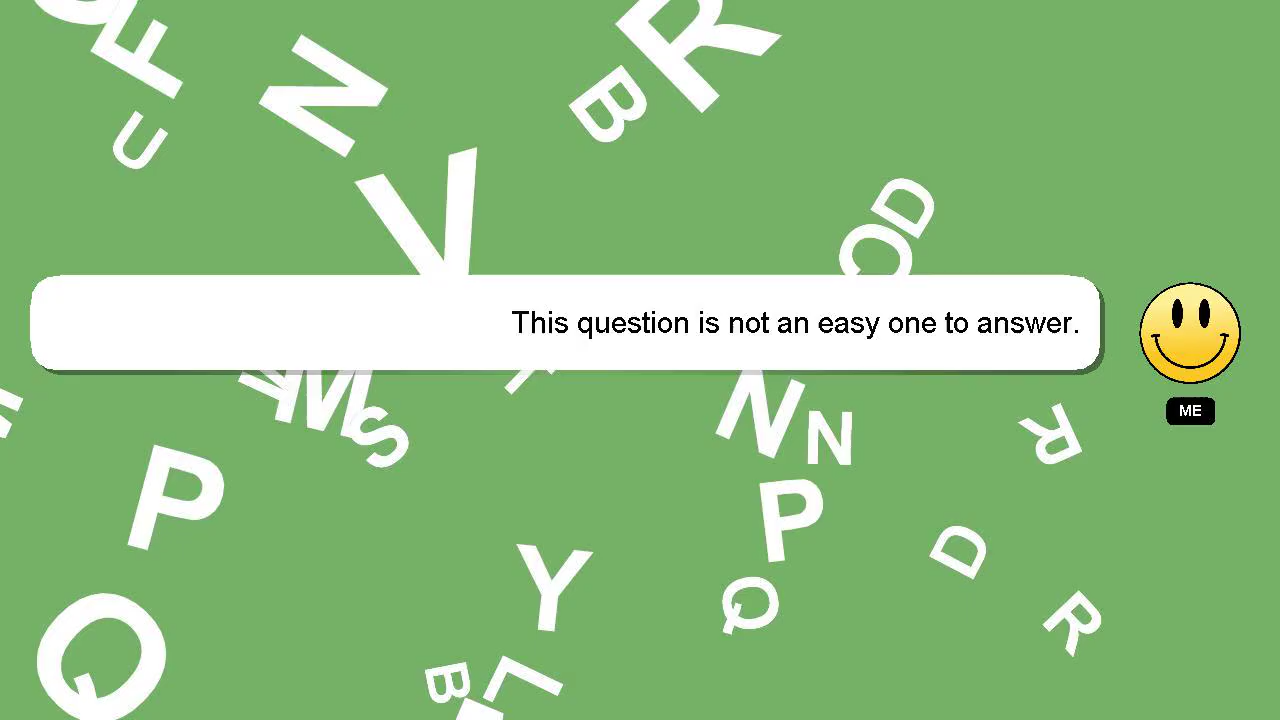 This question is not an easy one to answer.
ME
F
U
N
B
R
V
D
O
M
S
N
N
R
P
P
Y
D
Q
Q
R
B
L